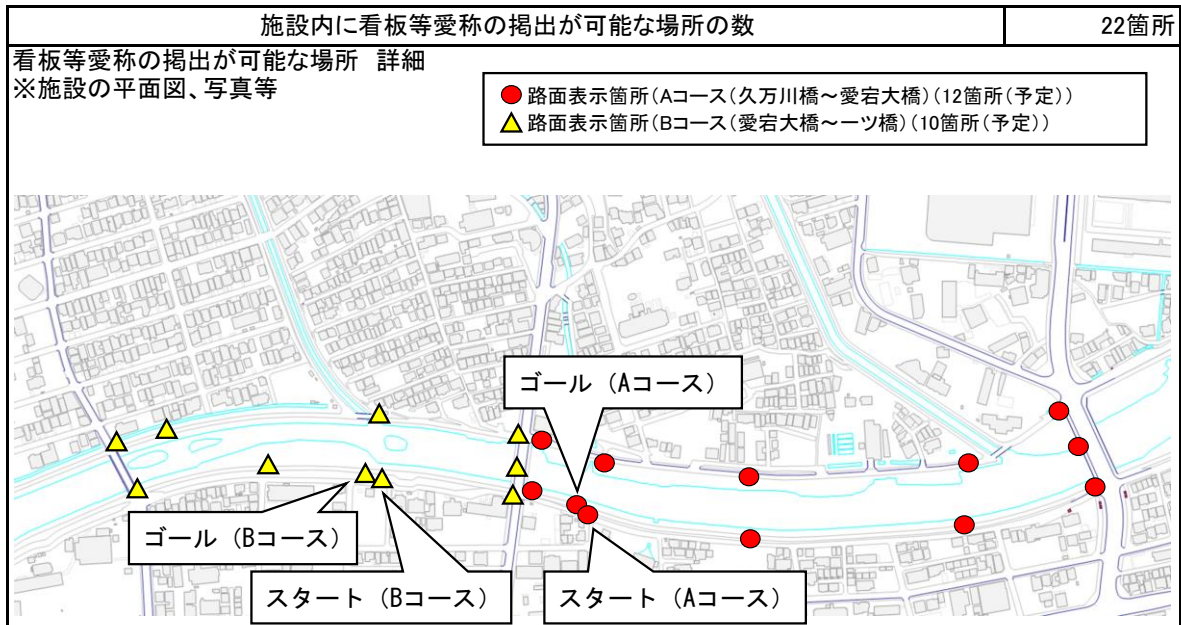 施設内に看板等愛称の掲出が可能な場所の数
22箇所
看板等愛称の掲出が可能な場所 詳細
※施設の平面図、写真等
路面表示箇所(Aコース(久万川橋～愛宕大橋)(12箇所(予定))
路面表示箇所(Bコース(愛宕大橋～一ツ橋)(10箇所(予定))
ゴール (Aコース)
ゴール (Bコース)
スタート (Bコース)
スタート (Aコース)